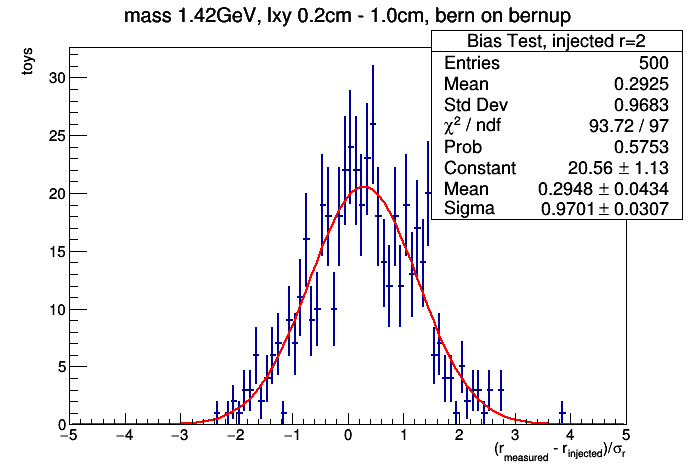 mass 1.42GeV, lxy 0.2cm - 1.0cm, bern on bernup
toys
Bias Test, injected r=2
Entries 500
Mean 0.2925
Std Dev 0.9683
χ² / ndf 93.72 / 97
Prob 0.5753
Constant 20.56 ± 1.13
Mean 0.2948 ± 0.0434
Sigma 0.9701 ± 0.0307
30
25
20
15
10
5
0
−5 −4 −3 −2 −1 0 1 2 3 4 5
(r_measured - r_injected)/σ_r